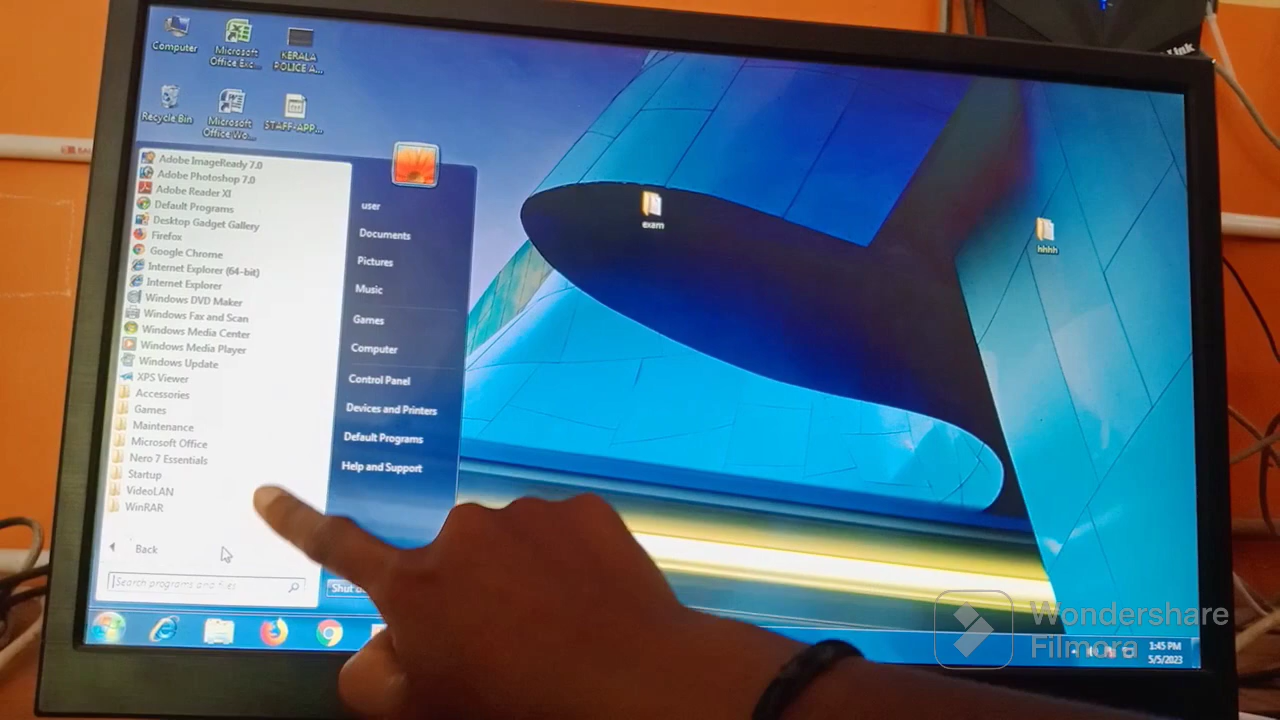 Computer
Microsoft
Office Exc...
KERALA
POLICE A...
Recycle Bin
Microsoft
Office Wo...
STAFF-APP...
Adobe ImageReady 7.0
Adobe Photoshop 7.0
Adobe Reader XI
Default Programs
Desktop Gadget Gallery
Firefox
Google Chrome
Internet Explorer (64-bit)
Internet Explorer
Windows DVD Maker
Windows Fax and Scan
Windows Media Center
Windows Media Player
Windows Update
XPS Viewer
Accessories
Games
Maintenance
Microsoft Office
Nero 7 Essentials
Startup
VideoLAN
WinRAR
Back
Search programs and files
user
Documents
Pictures
Music
Games
Computer
Control Panel
Devices and Printers
Default Programs
Help and Support
Shut
exam
hhhh
Link
Wondershare
Filmora
1:45 PM
5/5/2023